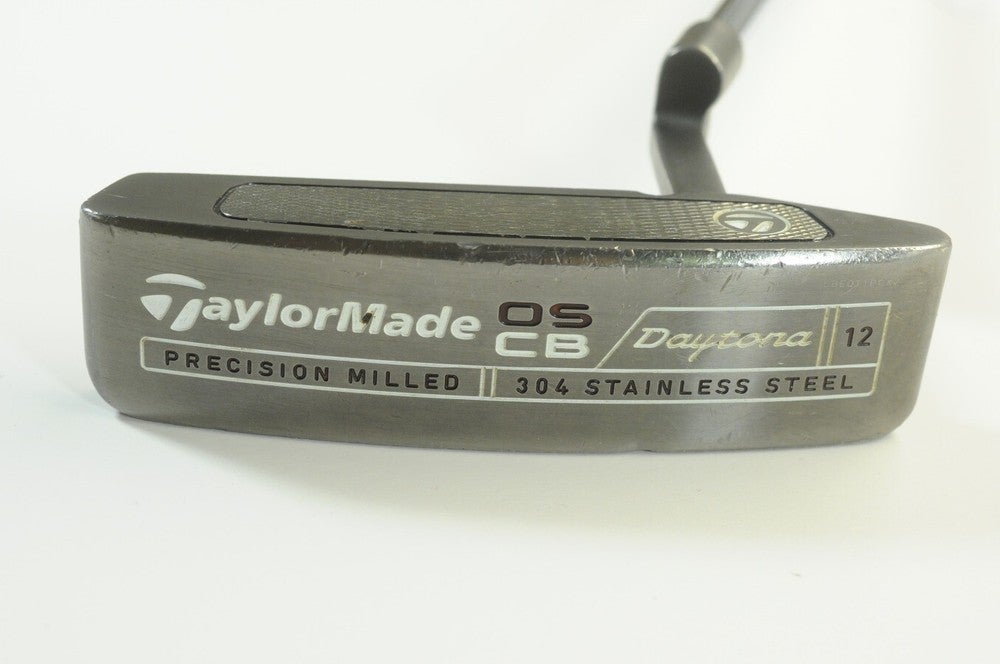 TaylorMade OS CB Daytona 12
PRECISION MILLED 304 STAINLESS STEEL